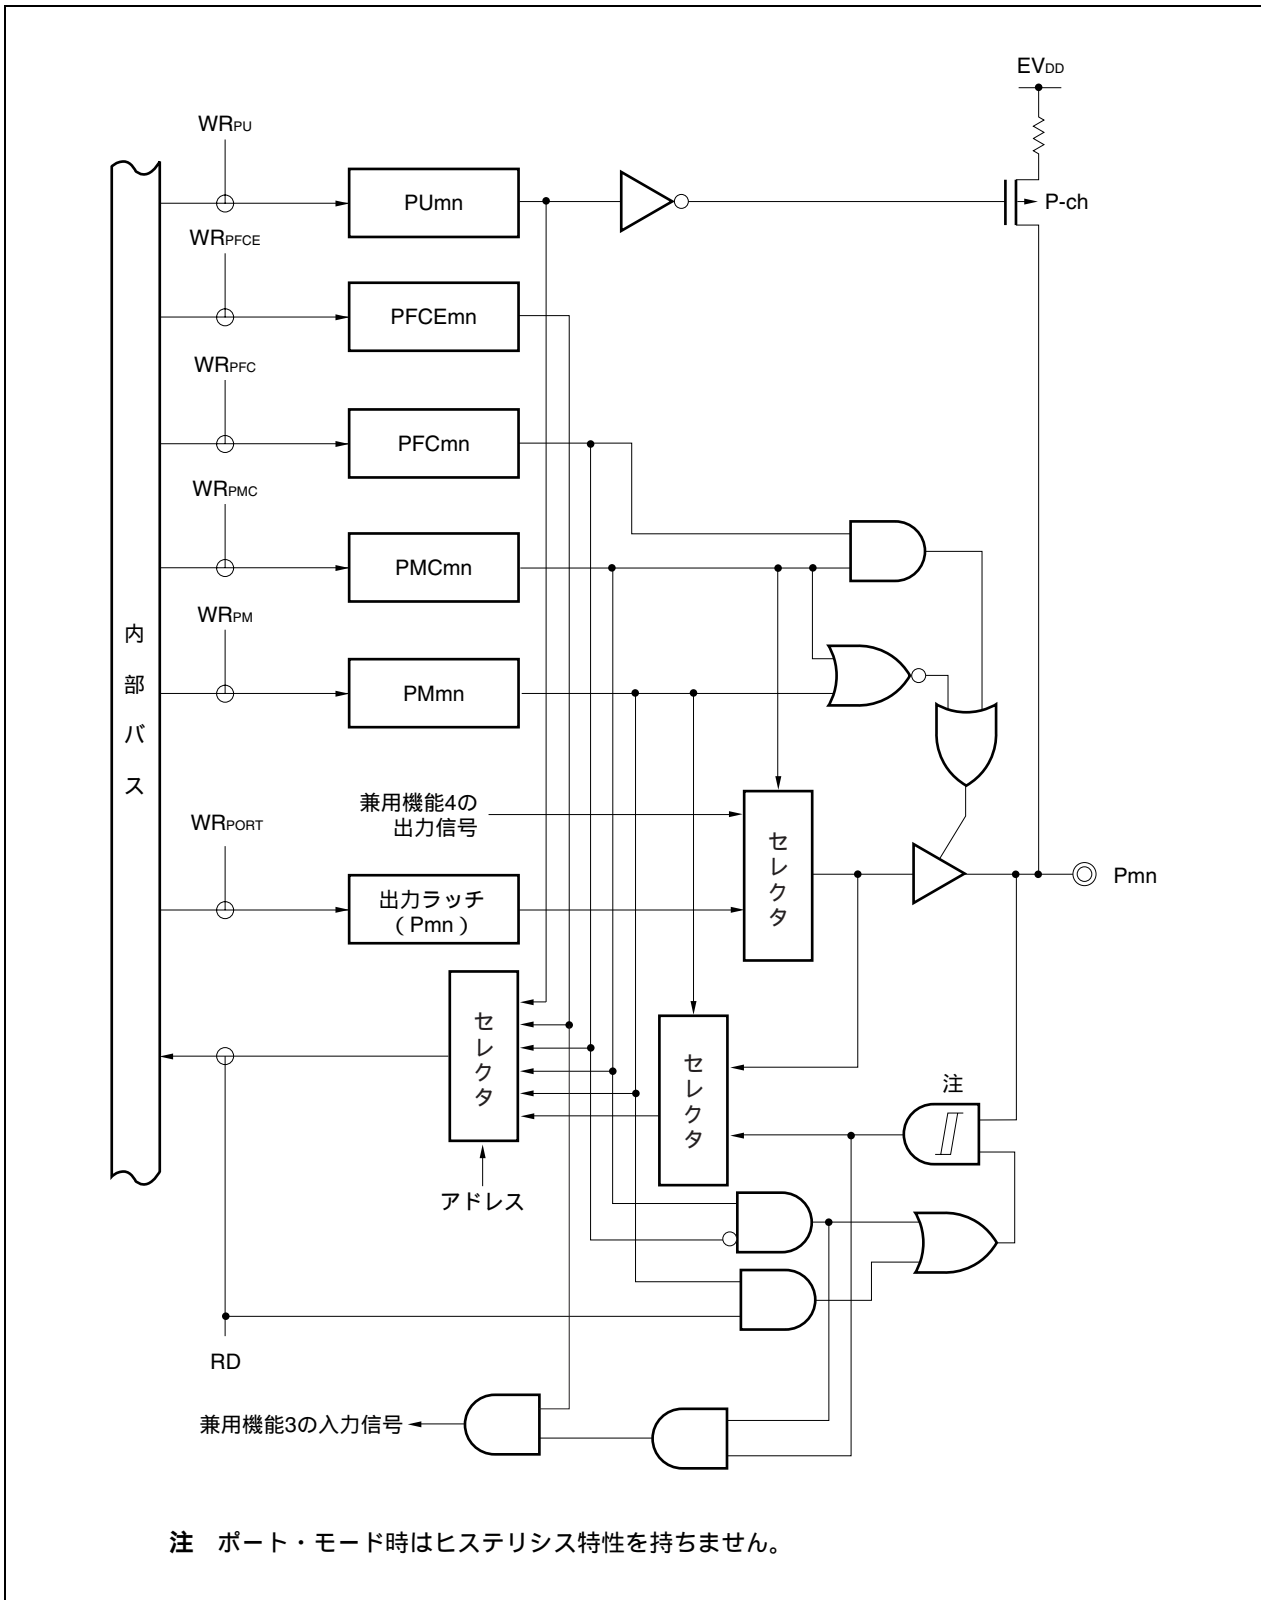 EVDD
WRPU
PUmn
P-ch
WRPFCE
PFCEmn
WRPFC
PFCmn
WRPMC
PMCmn
WRPM
PMmn
内部バス
兼用機能4の
出力信号
セレクタ
WRPORT
出力ラッチ
(Pmn)
Pmn
セレクタ
セレクタ
注
アドレス
RD
兼用機能3の入力信号
注 ポート・モード時はヒステリシス特性を持ちません。